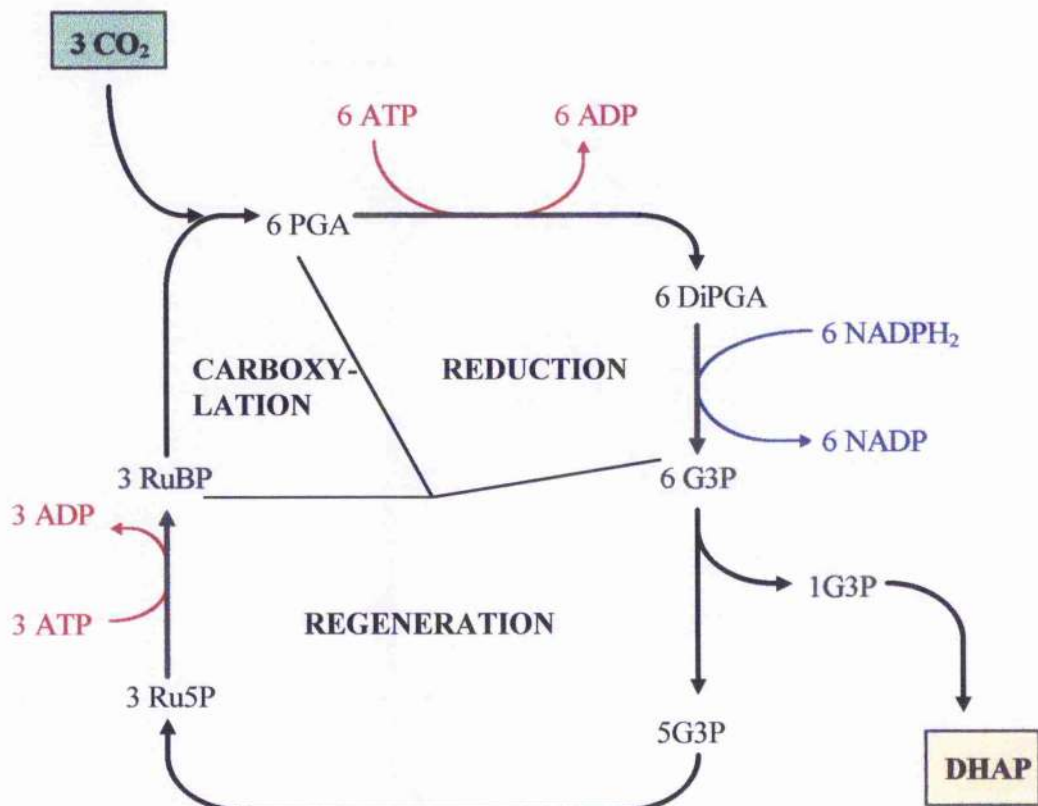 3 CO₂
6 ATP
6 ADP
6 PGA
6 DiPGA
6 NADPH₂
CARBOXY-
LATION
REDUCTION
6 NADP
3 RuBP
6 G3P
3 ADP
1G3P
3 ATP
REGENERATION
3 Ru5P
5G3P
DHAP